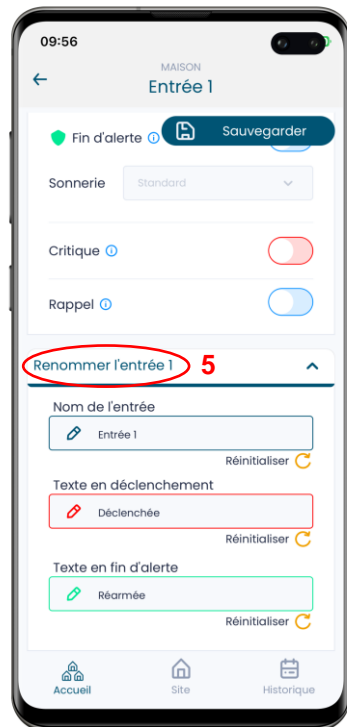 09:56
MAISON
Entrée 1
Fin d'alerte
Sauvegarder
Sonnerie
Standard
Critique
Rappel
Renommer l'entrée 1
5
Nom de l'entrée
Entrée 1
Réinitialiser
Texte en déclenchement
Déclenchée
Réinitialiser
Texte en fin d'alerte
Réarmée
Réinitialiser
Accueil
Site
Historique